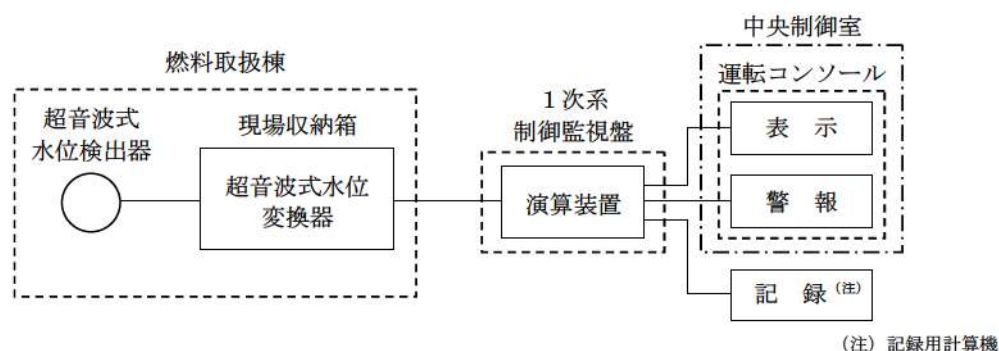 中央制御室
燃料取扱棟
運転コンソール
超音波式
水位検出器
現場収納箱
1次系
制御監視盤
表 示
超音波式水位
変換器
演算装置
警 報
記 録(注)
(注) 記録用計算機